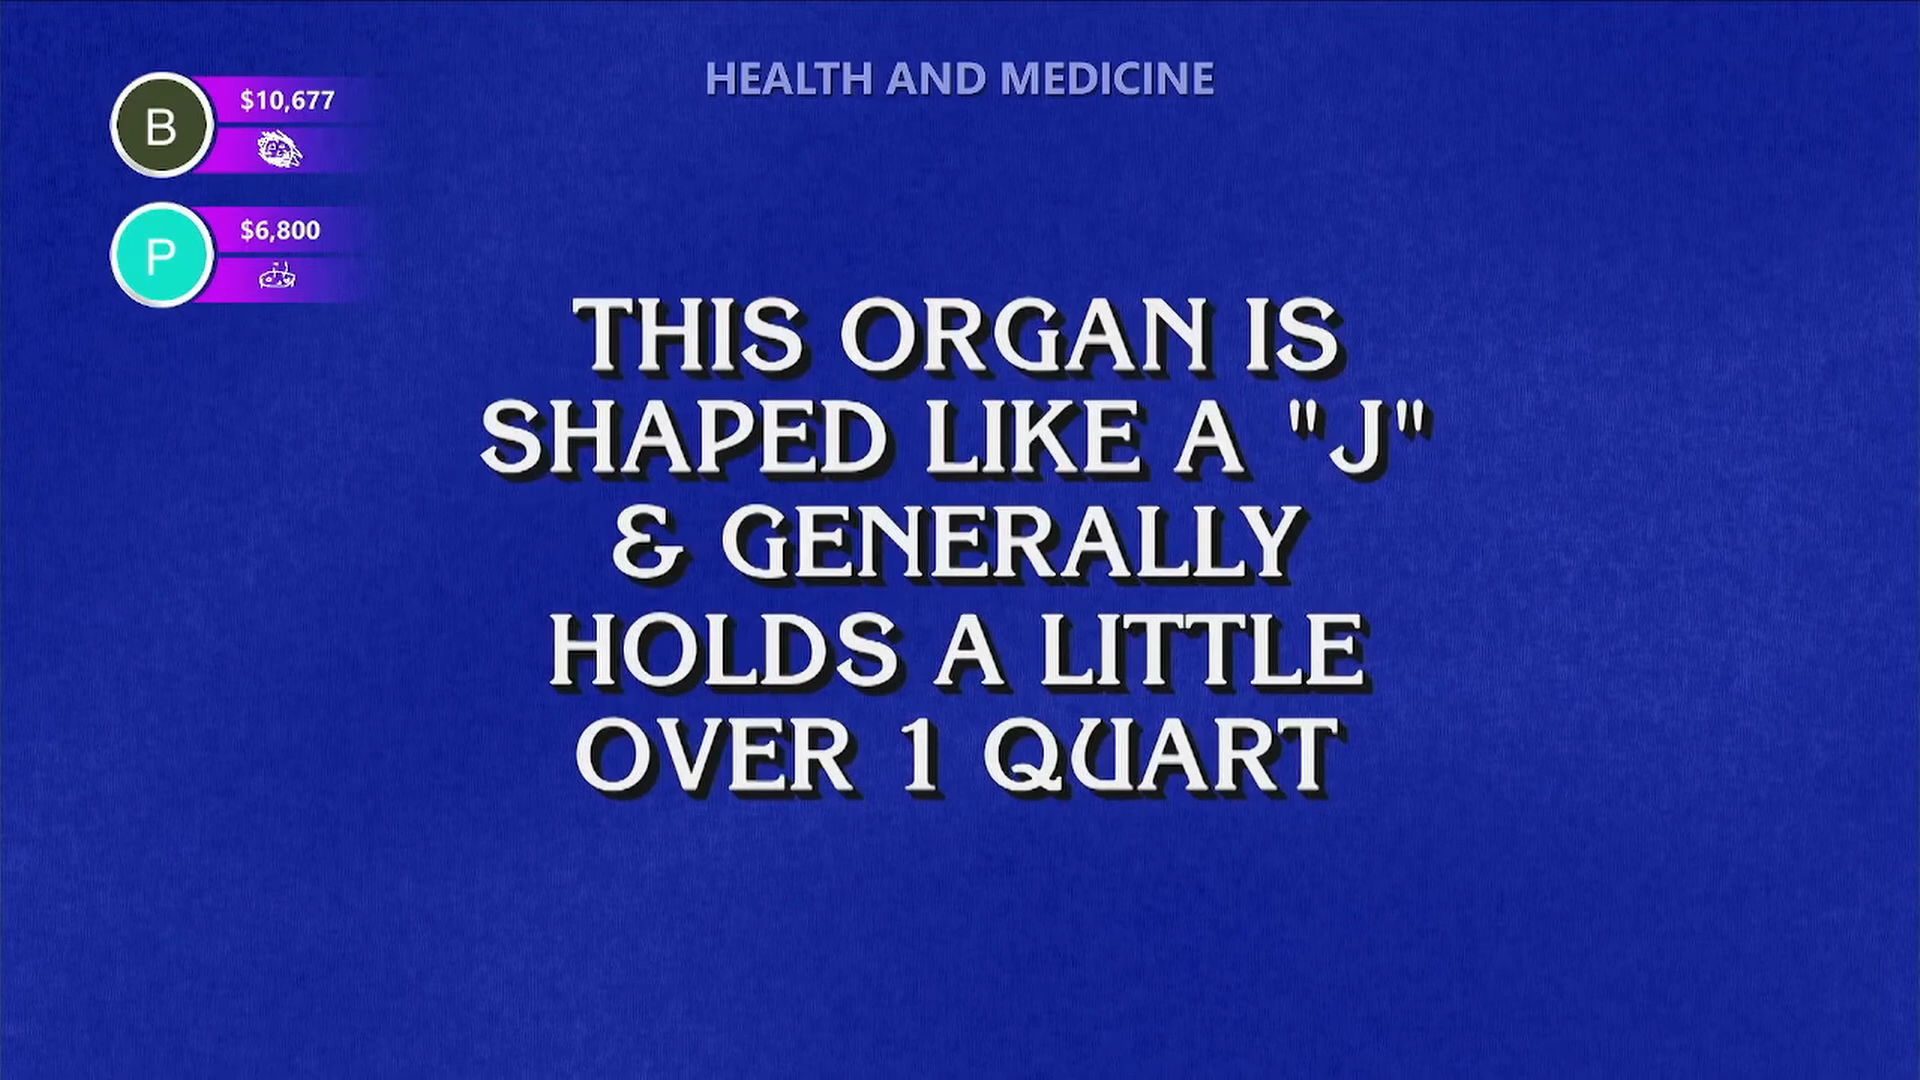 HEALTH AND MEDICINE
B
$10,677
P
$6,800
THIS ORGAN IS
SHAPED LIKE A "J"
& GENERALLY
HOLDS A LITTLE
OVER 1 QUART